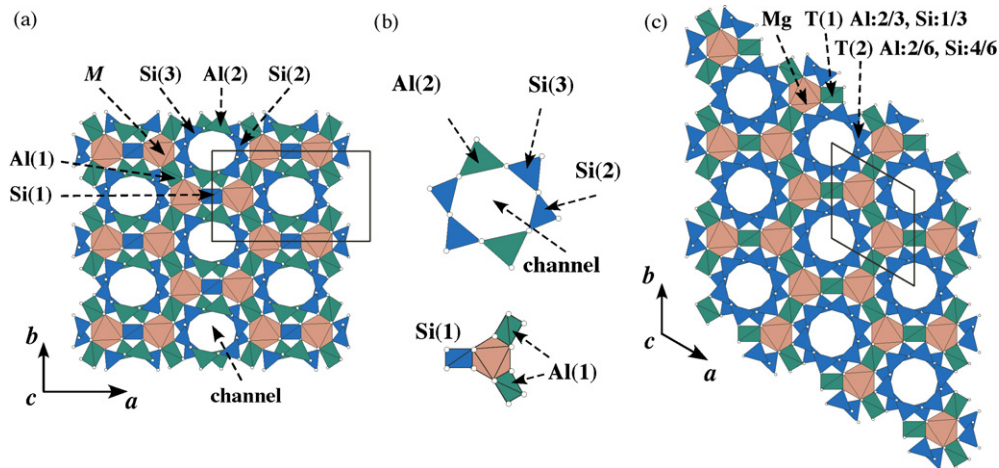 (a)
M
Si(3)
Al(2)
Si(2)
Al(1)
Si(1)
b
c
a
channel
(b)
Al(2)
Si(3)
Si(2)
channel
Si(1)
Al(1)
(c)
Mg
T(1) Al:2/3, Si:1/3
T(2) Al:2/6, Si:4/6
b
c
a